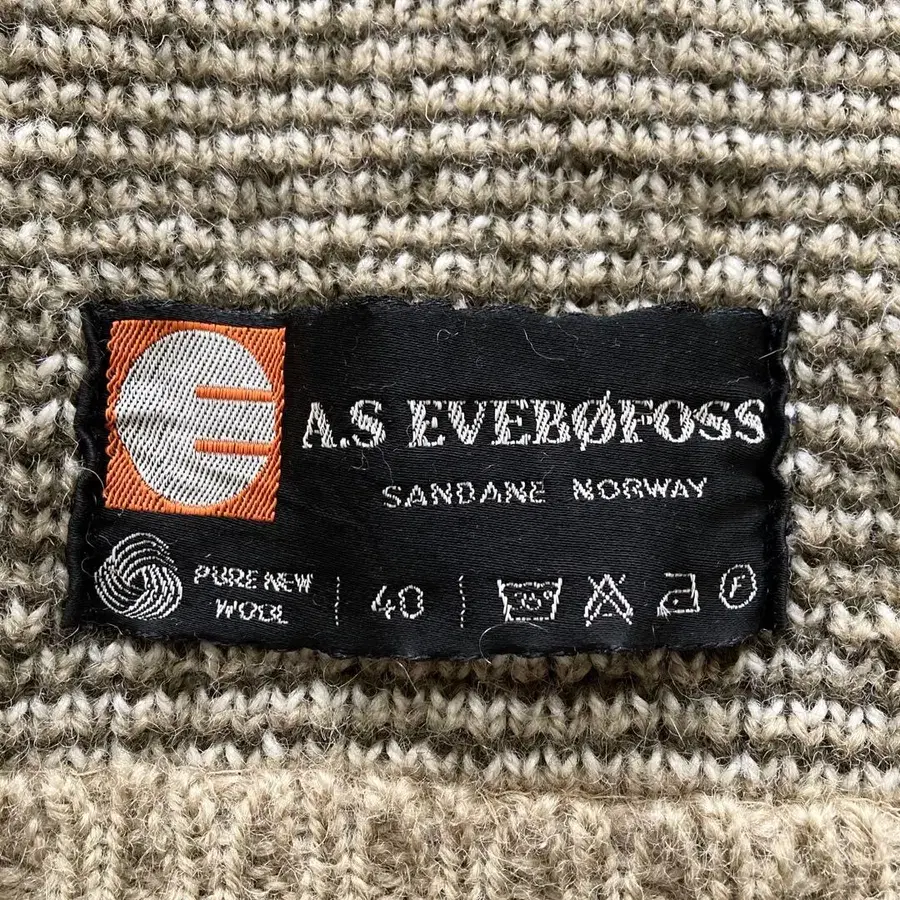 A.S EVEBØFOSS
SANDANE NORWAY
PURE NEW
WOOL
40
F